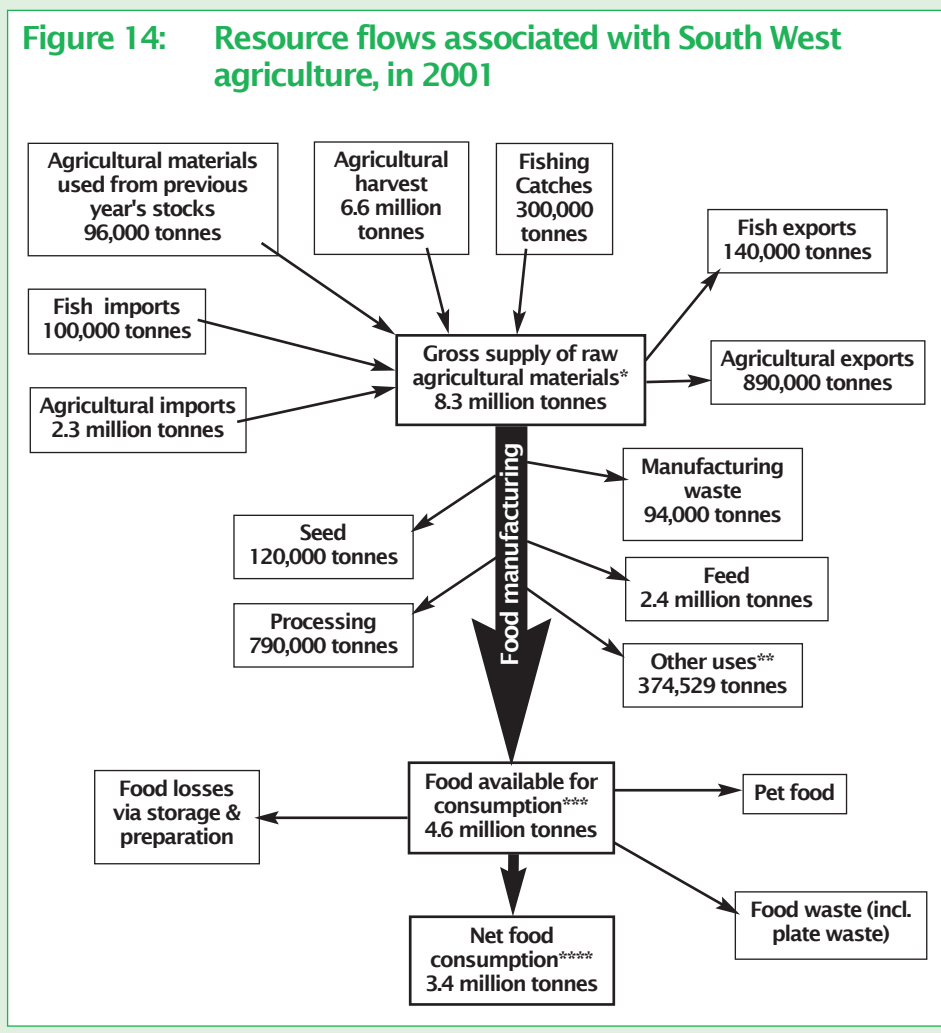 Figure 14: Resource flows associated with South West
agriculture, in 2001
Agricultural materials
used from previous
year's stocks
96,000 tonnes
Agricultural
harvest
6.6 million
tonnes
Fishing
Catches
300,000
tonnes
Fish exports
140,000 tonnes
Fish imports
100,000 tonnes
Gross supply of raw
agricultural materials*
8.3 million tonnes
Agricultural exports
890,000 tonnes
Agricultural imports
2.3 million tonnes
Food manufacturing
Manufacturing
waste
94,000 tonnes
Seed
120,000 tonnes
Feed
2.4 million tonnes
Processing
790,000 tonnes
Other uses**
374,529 tonnes
Food losses
via storage &
preparation
Food available for
consumption***
4.6 million tonnes
Pet food
Food waste (incl.
plate waste)
Net food
consumption****
3.4 million tonnes